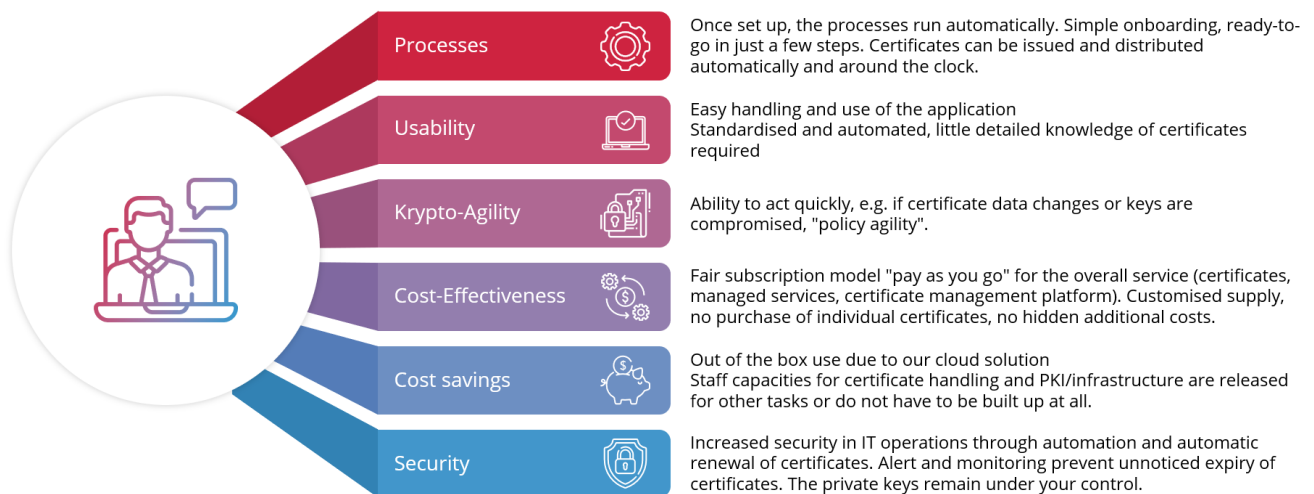 Processes
Once set up, the processes run automatically. Simple onboarding, ready-to-
go in just a few steps. Certificates can be issued and distributed
automatically and around the clock.
Usability
Easy handling and use of the application
Standardised and automated, little detailed knowledge of certificates
required
Krypto-Agility
Ability to act quickly, e.g. if certificate data changes or keys are
compromised, "policy agility".
Cost-Effectiveness
$
Fair subscription model "pay as you go" for the overall service (certificates,
managed services, certificate management platform). Customised supply,
no purchase of individual certificates, no hidden additional costs.
Cost savings
$
Out of the box use due to our cloud solution
Staff capacities for certificate handling and PKI/infrastructure are released
for other tasks or do not have to be built up at all.
Security
Increased security in IT operations through automation and automatic
renewal of certificates. Alert and monitoring prevent unnoticed expiry of
certificates. The private keys remain under your control.